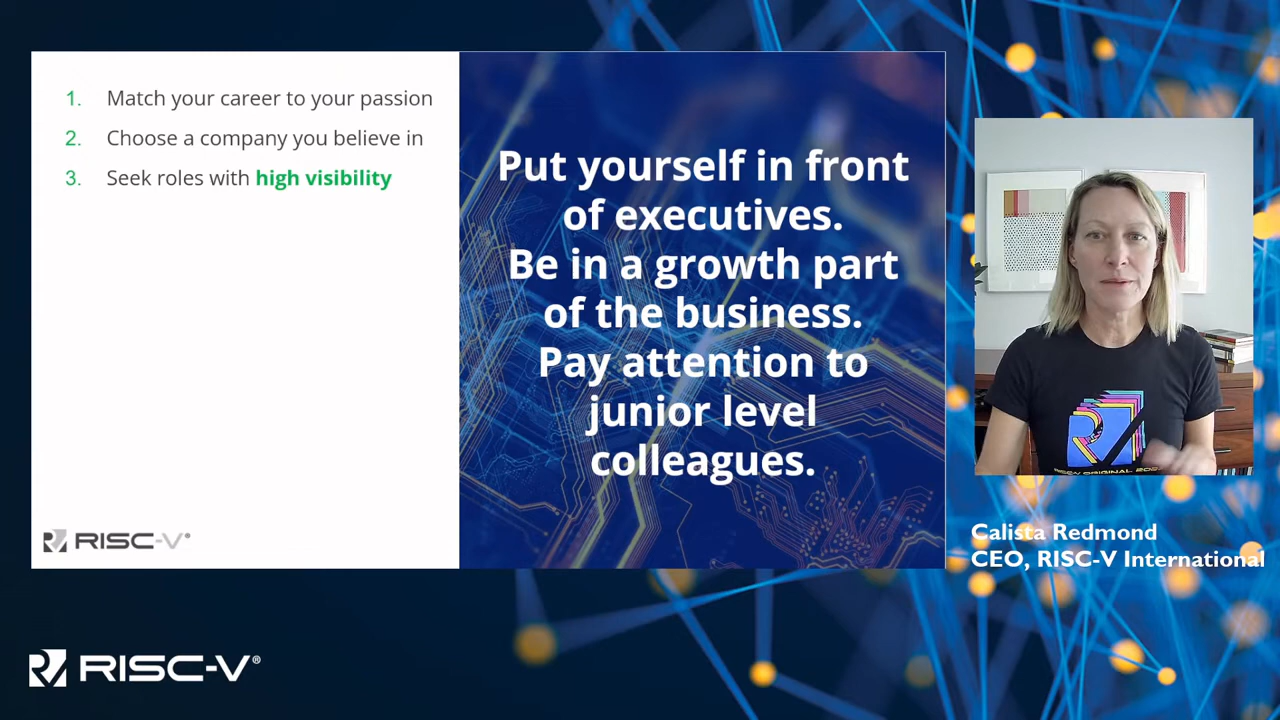 1. Match your career to your passion
2. Choose a company you believe in
3. Seek roles with high visibility
RISC-V®
Put yourself in front
of executives.
Be in a growth part
of the business.
Pay attention to
junior level
colleagues.
Calista Redmond
CEO, RISC-V International
RISC-V®